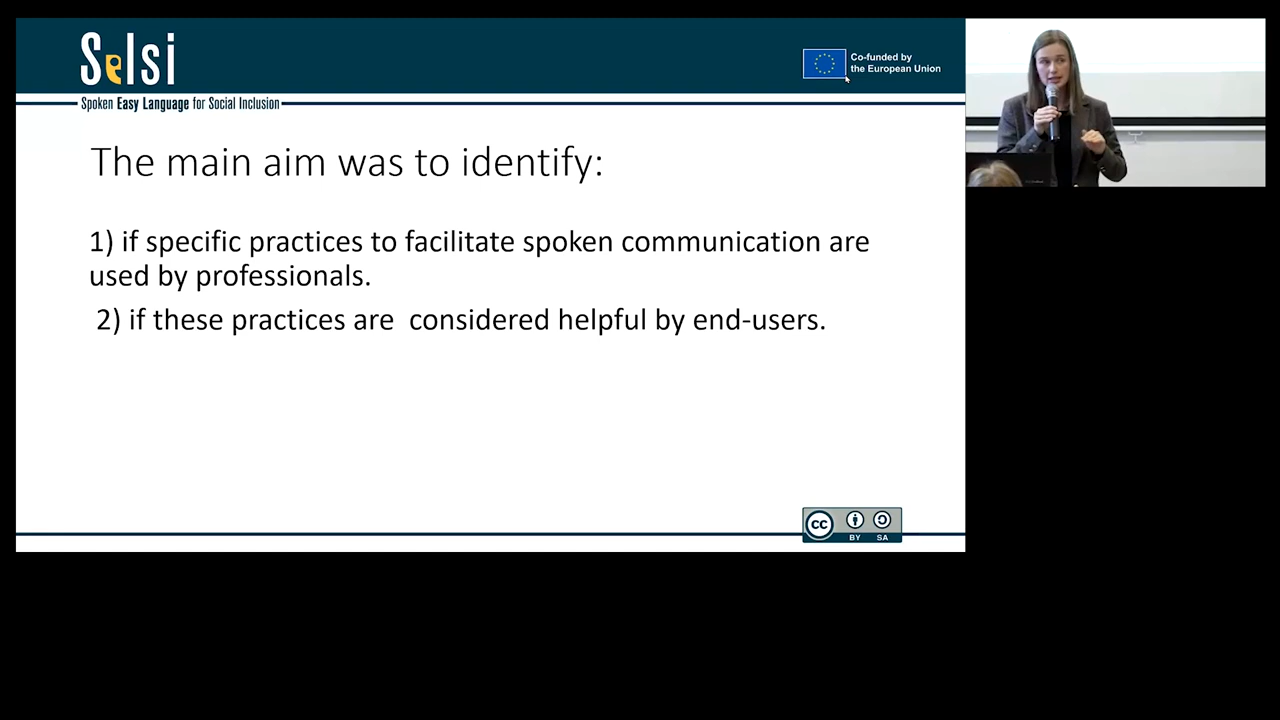 Selsi
Spoken Easy Language for Social Inclusion
Co-funded by
the European Union
The main aim was to identify:
1) if specific practices to facilitate spoken communication are
used by professionals.
2) if these practices are  considered helpful by end-users.
cc
BY SA